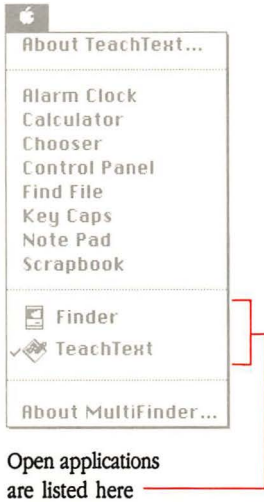 About TeachText...
Alarm Clock
Calculator
Chooser
Control Panel
Find File
Key Caps
Note Pad
Scrapbook
Finder
TeachText
About MultiFinder...
Open applications
are listed here